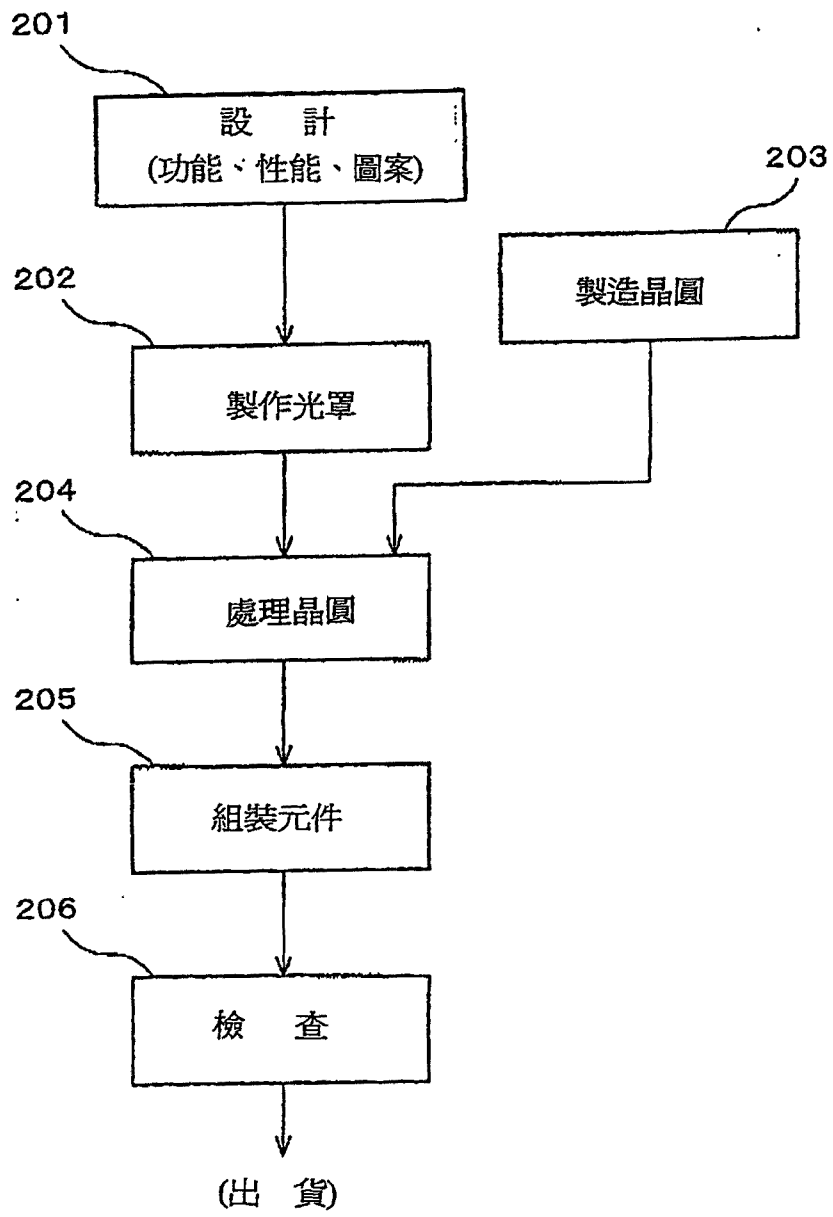 201
設 計
(功能、性能、圖案)
203
製造晶圓
202
製作光罩
204
處理晶圓
205
組裝元件
206
檢 查
(出 貨)